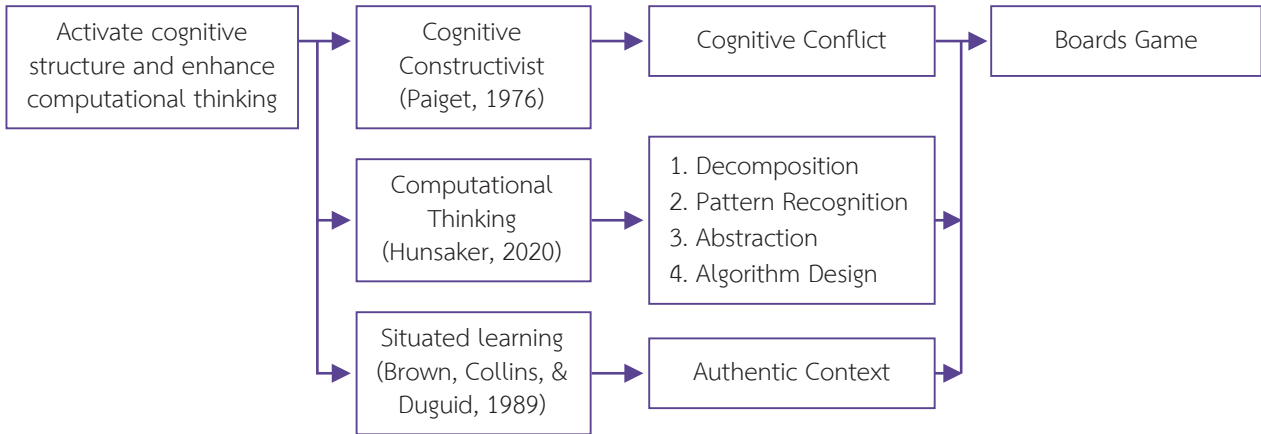 Activate cognitive
structure and enhance
computational thinking
Cognitive
Constructivist
(Paiget, 1976)
Cognitive Conflict
Boards Game
Computational
Thinking
(Hunsaker, 2020)
1. Decomposition
2. Pattern Recognition
3. Abstraction
4. Algorithm Design
Situated learning
(Brown, Collins, &
Duguid, 1989)
Authentic Context